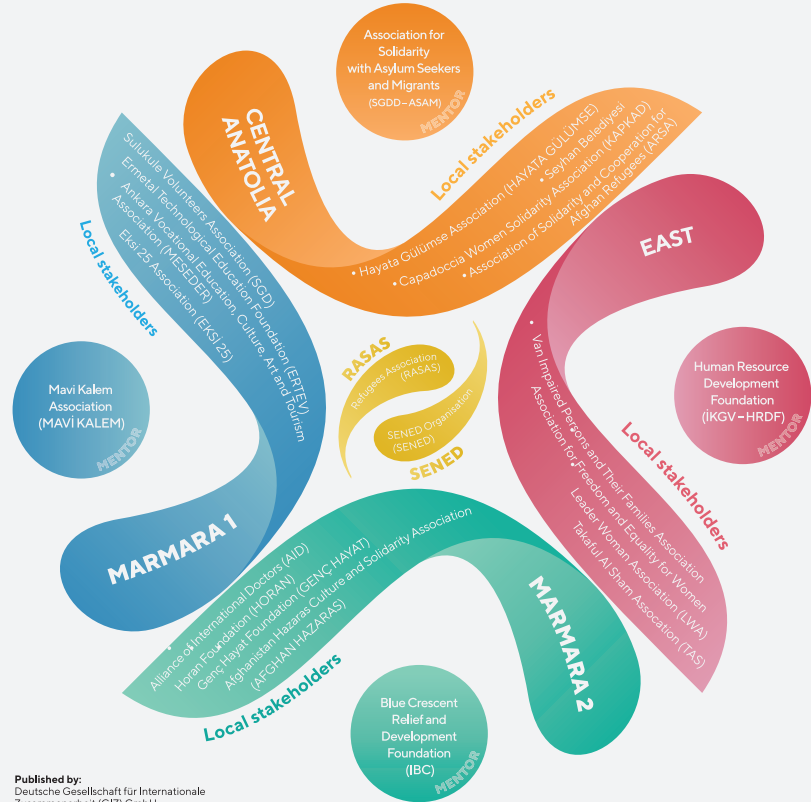 Association for
Solidarity
with Asylum Seekers
and Migrants
(SGDD–ASAM)
MENTOR
CENTRAL
ANATOLIA
Local stakeholders
• Hayata Gülümse Association (HAYATA GÜLÜMSE)
• Seyhan Belediyesi
• Capadoccia Women Solidarity Association (KAPKAD)
• Association of Solidarity and Cooperation for
Afghan Refugees (ARSA)
EAST
Human Resource
Development
Foundation
(İKGV–HRDF)
MENTOR
Local stakeholders
• Van Impaired Persons and Their Families Association
Association for Freedom and Equality for Women
Leader Woman Association (LWA)
Takaful Al Sham Assocation (TAS)
Sulukule Volunteers Association (SGD)
Ermetal Technological Education Foundation (ERTEV)
• Ankara Vocational Education, Culture, Art and Tourism
Association (MESEDER)
Eksi 25 Association (EKSI 25)
Local stakeholders
Mavi Kalem
Association
(MAVİ KALEM)
MENTOR
MARMARA 1
RASAS
Refugees Association
(RASAS)
SENED Organisation
(SENED)
SENED
Alliance of International Doctors (AID)
Horan Foundation (HORAN)
Genç Hayat Foundation (GENÇ HAYAT)
Afghanistan Hazaras Culture and Solidarity Association
(AFGHAN HAZARAS)
Local stakeholders
MARMARA 2
Blue Crescent
Relief and
Development
Foundation
(IBC)
MENTOR
Published by:
Deutsche Gesellschaft für Internationale